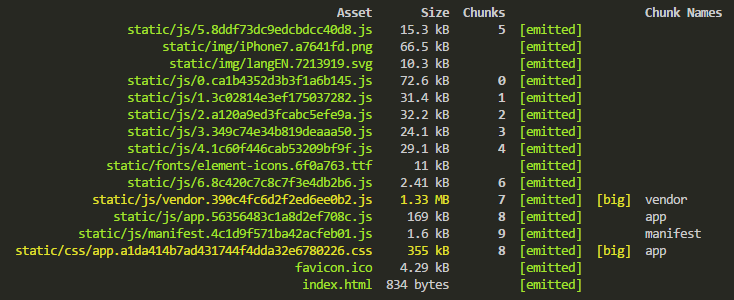 Asset Size Chunks Chunk Names
static/js/5.8ddf73dc9edcbdcc40d8.js 15.3 kB 5 [emitted]
static/img/iPhone7.a7641fd.png 66.5 kB [emitted]
static/img/langEN.7213919.svg 10.3 kB [emitted]
static/js/0.ca1b4352d3b3f1a6b145.js 72.6 kB 0 [emitted]
static/js/1.3c02814e3ef175037282.js 31.4 kB 1 [emitted]
static/js/2.a120a9ed3fcabc5efe9a.js 32.2 kB 2 [emitted]
static/js/3.349c74e34b819deaaa50.js 24.1 kB 3 [emitted]
static/js/4.1c60f446cab53209bf9f.js 29.1 kB 4 [emitted]
static/fonts/element-icons.6f0a763.ttf 11 kB [emitted]
static/js/6.8c420c7c8c7f3e4db2b6.js 2.41 kB 6 [emitted]
static/js/vendor.390c4fc6d2f2ed6ee0b2.js 1.33 MB 7 [emitted] [big] vendor
static/js/app.56356483c1a8d2ef708c.js 169 kB 8 [emitted] app
static/js/manifest.4c1d9f571ba42acfeb01.js 1.6 kB 9 [emitted] manifest
static/css/app.a1da414b7ad431744f4dda32e6780226.css 355 kB 8 [emitted] [big] app
favicon.ico 4.29 kB [emitted]
index.html 834 bytes [emitted]